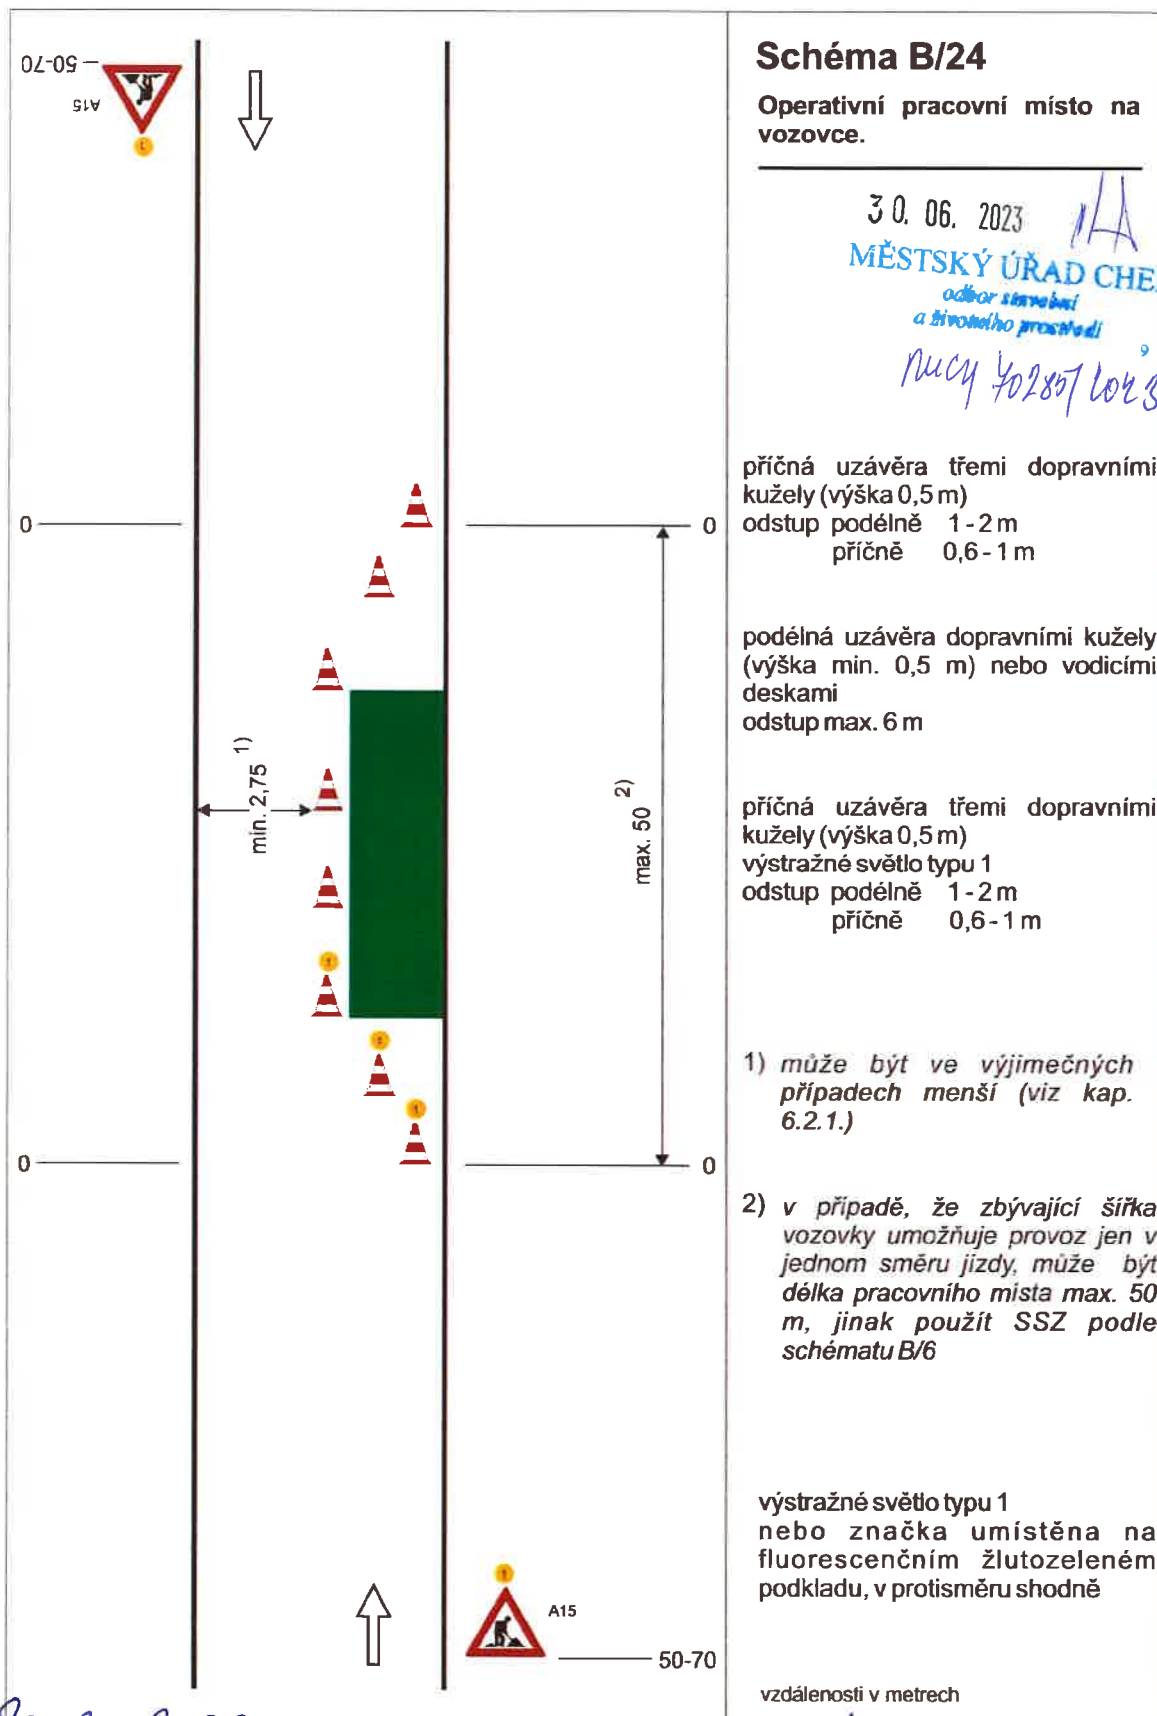 50-70
A15
0
0
min. 2,75 1)
max. 50 2)
0
0
A15
50-70
Schéma B/24
Operativní pracovní místo na
vozovce.
30. 06. 2023
MĚSTSKÝ ÚŘAD CHE
odbor stavební
a životního prostředí
příčná uzávěra třemi dopravními
kužely (výška 0,5 m)
odstup podélně 1 - 2 m
příčně 0,6 - 1 m
podélná uzávěra dopravními kužely
(výška min. 0,5 m) nebo vodicími
deskami
odstup max. 6 m
příčná uzávěra třemi dopravními
kužely (výška 0,5 m)
výstražné světlo typu 1
odstup podélně 1 - 2 m
příčně 0,6 - 1 m
1) může být ve výjimečných
případech menší (viz kap.
6.2.1.)
2) v případě, že zbývající šířka
vozovky umožňuje provoz jen v
jednom směru jízdy, může být
délka pracovního místa max. 50
m, jinak použít SSZ podle
schématu B/6
výstražné světlo typu 1
nebo značka umístěna na
fluorescenčním žlutozeleném
podkladu, v protisměru shodně
vzdálenosti v metrech